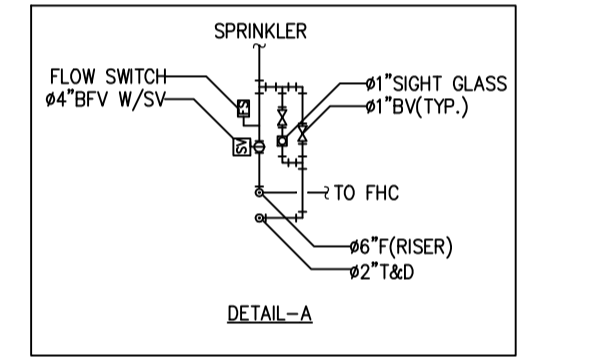 SPRINKLER
FLOW SWITCH
FS
ø1"SIGHT GLASS
ø4"BFV W/SV
ø1"BV(TYP.)
SV
TO FHC
ø6"F(RISER)
ø2"T&D
DETAIL-A